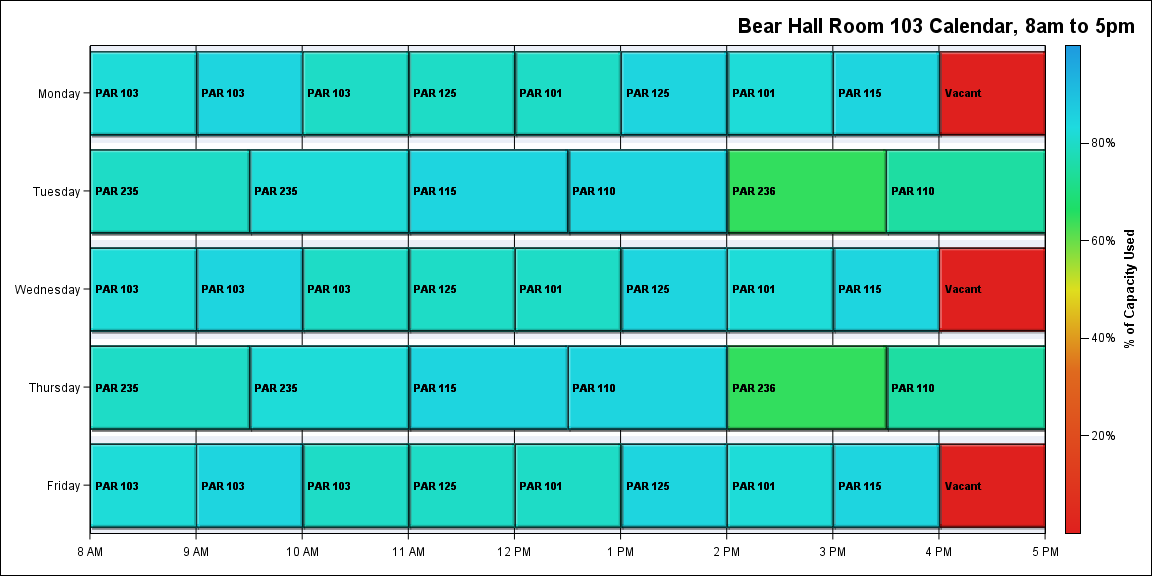 Bear Hall Room 103 Calendar, 8am to 5pm
Monday
PAR 103
PAR 103
PAR 103
PAR 125
PAR 101
PAR 125
PAR 101
PAR 115
Vacant
Tuesday
PAR 235
PAR 235
PAR 115
PAR 110
PAR 236
PAR 110
Wednesday
PAR 103
PAR 103
PAR 103
PAR 125
PAR 101
PAR 125
PAR 101
PAR 115
Vacant
Thursday
PAR 235
PAR 235
PAR 115
PAR 110
PAR 236
PAR 110
Friday
PAR 103
PAR 103
PAR 103
PAR 125
PAR 101
PAR 125
PAR 101
PAR 115
Vacant
8 AM
9 AM
10 AM
11 AM
12 PM
1 PM
2 PM
3 PM
4 PM
5 PM
80%
60%
40%
20%
% of Capacity Used